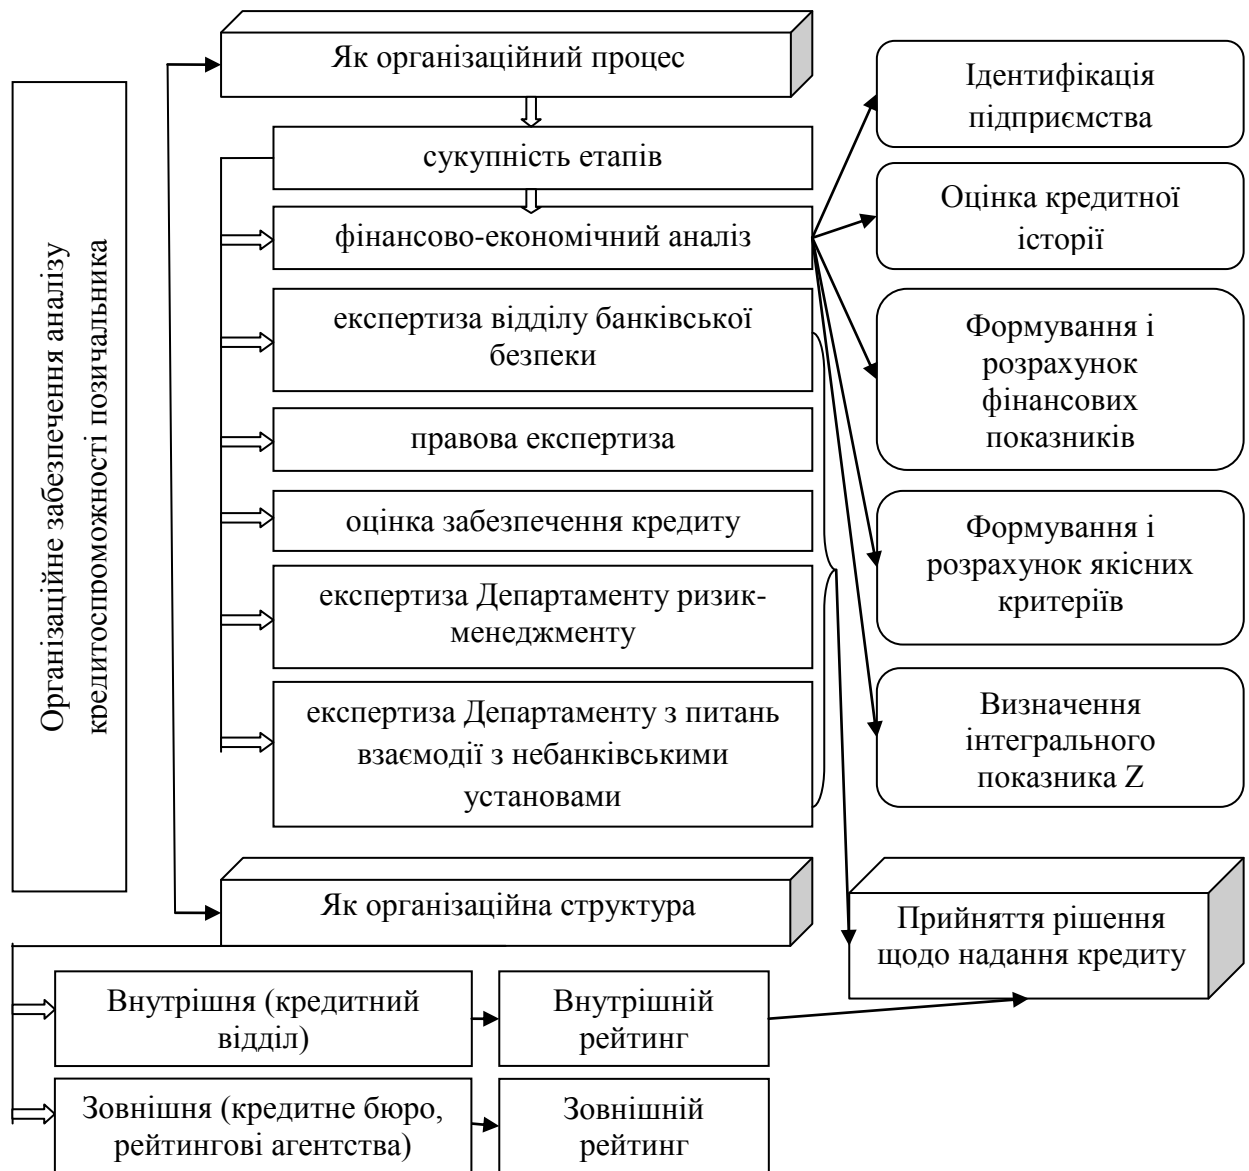 Організаційне забезпечення аналізу
кредитоспроможності позичальника
Як організаційний процес
сукупність етапів
фінансово-економічний аналіз
експертиза відділу банківської
безпеки
правова експертиза
оцінка забезпечення кредиту
експертиза Департаменту ризик-
менеджменту
експертиза Департаменту з питань
взаємодії з небанківськими
установами
Ідентифікація
підприємства
Оцінка кредитної
історії
Формування і
розрахунок
фінансових
показників
Формування і
розрахунок якісних
критеріїв
Визначення
інтегрального
показника Z
Як організаційна структура
Прийняття рішення
щодо надання кредиту
Внутрішня (кредитний
відділ)
Внутрішній
рейтинг
Зовнішня (кредитне бюро,
рейтингові агентства)
Зовнішній
рейтинг